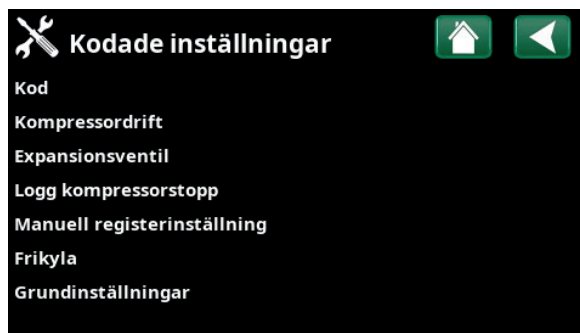 Kodade inställningar
Kod
Kompressordrift
Expansionsventil
Logg kompressorstopp
Manuell registerinställning
Frikyla
Grundinställningar